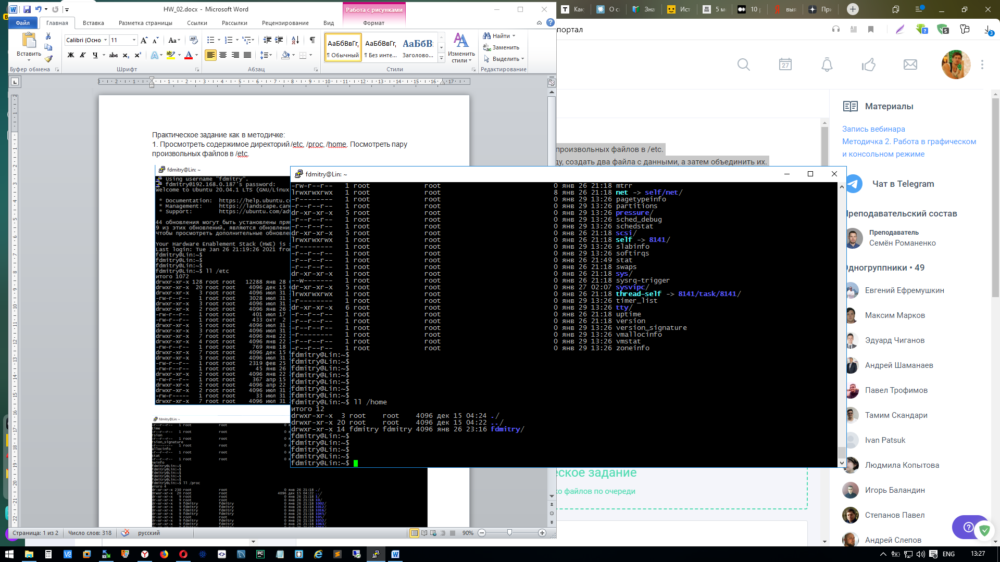 HW_02.docx - Microsoft Word
Работа с рисунками
Файл
Главная
Вставка
Разметка страницы
Ссылки
Рассылки
Рецензирование
Вид
Формат
Вставить
Calibri (Осно
11
Буфер обмена
Шрифт
Абзац
АаБбВвГг,
¶ Обычный
АаБбВвГг,
¶ Без инте...
АаБбВ
Заголово...
Изменить
стили
Стили
Найти
Заменить
Выделить
Редактирование
Практическое задание как в методичке:
1. Просмотреть содержимое директорий /etc, /proc, /home. Посмотреть пару
произвольных файлов в /etc.
fdmitry@Lin: ~
Using username "fdmitry".
fdmitry@192.168.0.187's password:
Welcome to Ubuntu 20.04.1 LTS (GNU/Linux
* Documentation:  https://help.ubuntu.co
* Management:     https://landscape.can
* Support:        https://ubuntu.com/adv
44 обновления могут быть установлены пря
9 из этих обновлений, являются обновлени
Чтобы просмотреть дополнительные обновлен
Your Hardware Enablement Stack (HWE) is s
Last login: Tue Jan 26 21:19:26 2021 from
fdmitry@Lin:~$
fdmitry@Lin:~$
fdmitry@Lin:~$
fdmitry@Lin:~$ ll /etc
итого 1072
drwxr-xr-x 128 root root   12288 янв 28
drwxr-xr-x  20 root root    4096 дек 15
drwxr-xr-x   3 root root    4096 июл 31
-rw-r--r--   1 root root    3028 июл 31
drwxr-xr-x   3 root root    4096 июл 31
drwxr-xr-x   2 root root    4096 янв 26
-rw-r--r--   1 root root     401 июл 17
-rw-r--r--   1 root root     433 окт  2
drwxr-xr-x   5 root root    4096 июл 31
drwxr-xr-x   3 root root    4096 июл 31
drwxr-xr-x   7 root root    4096 янв 22
drwxr-xr-x   4 root root    4096 янв 22
-rw-r--r--   1 root root     769 янв 18
drwxr-xr-x   7 root root    4096 дек 15
drwxr-xr-x   3 root root    4096 июл 31
-rw-r--r--   1 root root    2319 фев 25
-rw-r--r--   1 root root      45 янв 26
drwxr-xr-x   2 root root    4096 янв 22
-rw-r--r--   1 root root     367 апр 15
drwxr-xr-x   2 root root    4096 апр 22
drwxr-xr-x   2 root root    4096 июл 31
-rw-r-----   1 root root      33 июл 31
drwxr-xr-x   7 root root    4096 июл 31
fdmitry@Lin: ~
fdmitry@Lin:~$ ll /proc
итого 4
Страница: 1 из 2
Число слов: 318
русский
90%
fdmitry@Lin: ~
-rw-r--r--   1 root             root                           0 янв 26 21:18 mtrr
lrwxrwxrwx   1 root             root                           8 янв 26 21:18 net -> self/net/
-r--------   1 root             root                           0 янв 29 13:26 pagetypeinfo
-r--r--r--   1 root             root                           0 янв 29 13:26 partitions
dr-xr-xr-x   5 root             root                           0 янв 29 13:26 pressure/
-r--r--r--   1 root             root                           0 янв 29 13:26 sched_debug
-r--r--r--   1 root             root                           0 янв 29 13:26 schedstat
dr-xr-xr-x   5 root             root                           0 янв 26 21:18 scsi/
lrwxrwxrwx   1 root             root                           0 янв 26 21:18 self -> 8141/
-r--------   1 root             root                           0 янв 29 13:26 slabinfo
-r--r--r--   1 root             root                           0 янв 29 13:26 softirqs
-r--r--r--   1 root             root                           0 янв 26 21:49 stat
-r--r--r--   1 root             root                           0 янв 26 21:18 swaps
dr-xr-xr-x   1 root             root                           0 янв 26 21:18 sys/
--w-------   1 root             root                           0 янв 26 21:18 sysrq-trigger
dr-xr-xr-x   5 root             root                           0 янв 27 02:07 sysvipc/
lrwxrwxrwx   1 root             root                           0 янв 26 21:18 thread-self -> 8141/task/8141/
-r--------   1 root             root                           0 янв 29 13:26 timer_list
dr-xr-xr-x   6 root             root                           0 янв 29 13:26 tty/
-r--r--r--   1 root             root                           0 янв 26 21:18 uptime
-r--r--r--   1 root             root                           0 янв 26 21:18 version
-r--r--r--   1 root             root                           0 янв 29 13:26 version_signature
-r--------   1 root             root                           0 янв 29 13:26 vmallocinfo
-r--r--r--   1 root             root                           0 янв 29 13:26 vmstat
-r--r--r--   1 root             root                           0 янв 29 13:26 zoneinfo
fdmitry@Lin:~$
fdmitry@Lin:~$
fdmitry@Lin:~$
fdmitry@Lin:~$
fdmitry@Lin:~$
fdmitry@Lin:~$
fdmitry@Lin:~$
fdmitry@Lin:~$ ll /home
итого 12
drwxr-xr-x  3 root    root    4096 дек 15 04:24 ./
drwxr-xr-x 20 root    root    4096 дек 15 04:22 ../
drwxr-xr-x 14 fdmitry fdmitry 4096 янв 26 23:16 fdmitry/
fdmitry@Lin:~$
fdmitry@Lin:~$
fdmitry@Lin:~$
fdmitry@Lin:~$
fdmitry@Lin:~$
Как
О с
Зна
Ист
5 м
10 р
выя
При
портал
27
произвольных файлов в /etc.
ду, создать два файла с данными, а затем объединить их.
еское задание
ко файлов по очереди
Материалы
Запись вебинара
Методичка 2. Работа в графическом
и консольном режиме
Чат в Telegram
Преподавательский состав
Преподаватель
Семён Романенко
Одногруппники • 49
Евгений Ефремушкин
Максим Марков
Эдуард Чиганов
Андрей Шаманаев
Павел Трофимов
Тамим Скандари
Ivan Patsuk
Людмила Копытова
Игорь Баландин
Степанов Павел
Андрей Слепов
ENG
13:27